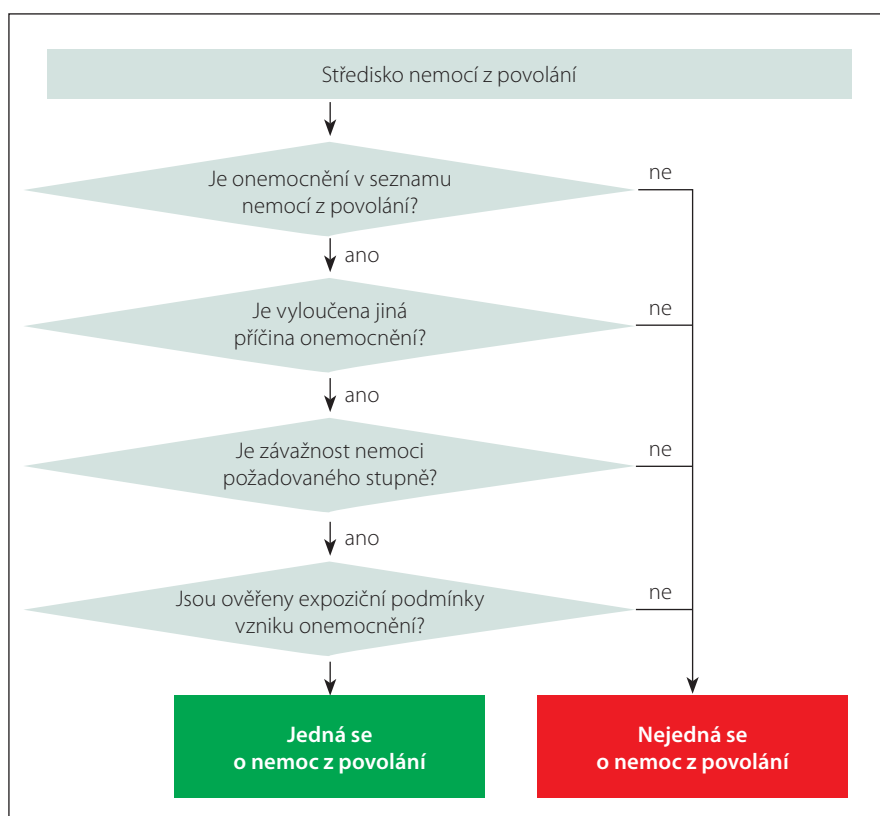 Středisko nemocí z povolání
Je onemocnění v seznamu
nemocí z povolání?
ne
ano
Je vyloučena jiná
příčina onemocnění?
ne
ano
Je závažnost nemoci
požadovaného stupně?
ne
ano
Jsou ověřeny expoziční podmínky
vzniku onemocnění?
ne
Jedná se
o nemoc z povolání
Nejedná se
o nemoc z povolání